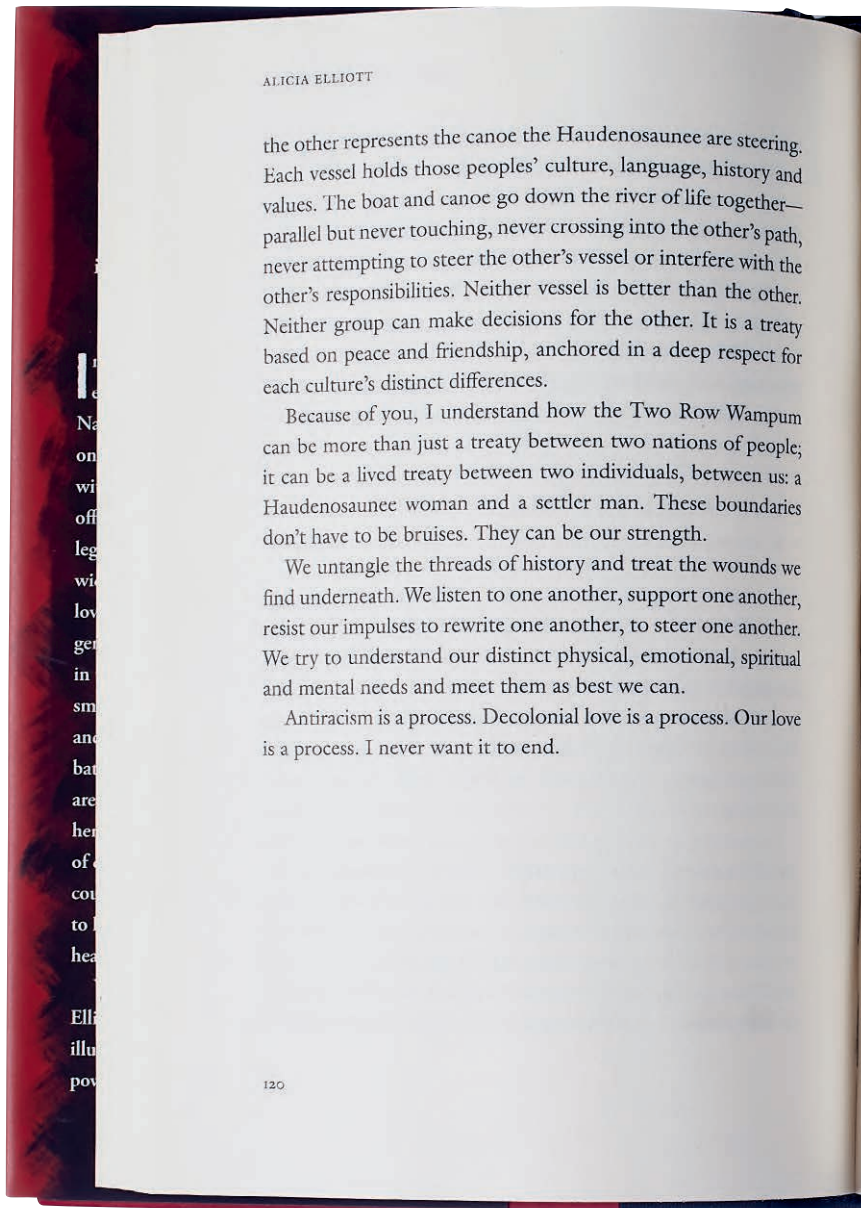 ALICIA ELLIOTT
the other represents the canoe the Haudenosaunee are steering.
Each vessel holds those peoples' culture, language, history and
values. The boat and canoe go down the river of life together—
parallel but never touching, never crossing into the other's path,
never attempting to steer the other's vessel or interfere with the
other's responsibilities. Neither vessel is better than the other.
Neither group can make decisions for the other. It is a treaty
based on peace and friendship, anchored in a deep respect for
each culture's distinct differences.
Because of you, I understand how the Two Row Wampum
can be more than just a treaty between two nations of people;
it can be a lived treaty between two individuals, between us: a
Haudenosaunee woman and a settler man. These boundaries
don't have to be bruises. They can be our strength.
We untangle the threads of history and treat the wounds we
find underneath. We listen to one another, support one another,
resist our impulses to rewrite one another, to steer one another.
We try to understand our distinct physical, emotional, spiritual
and mental needs and meet them as best we can.
Antiracism is a process. Decolonial love is a process. Our love
is a process. I never want it to end.
120
on
in
are
of
to